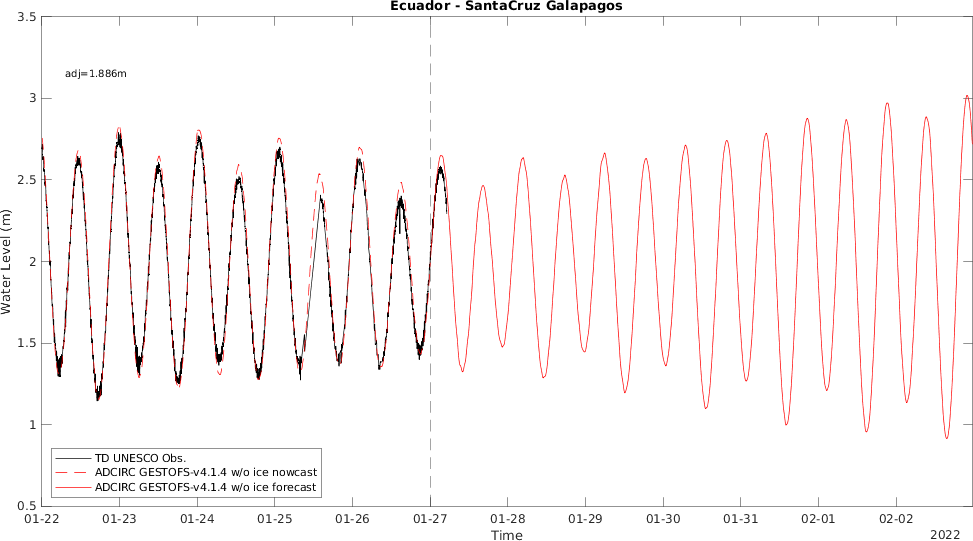 Ecuador - SantaCruz Galapagos
adj=1.886m
3.5
3
2.5
2
1.5
1
0.5
Water Level (m)
TD UNESCO Obs.
ADCIRC GESTOFS-v4.1.4 w/o ice nowcast
ADCIRC GESTOFS-v4.1.4 w/o ice forecast
01-22 01-23 01-24 01-25 01-26 01-27 01-28 01-29 01-30 01-31 02-01 02-02
Time
2022